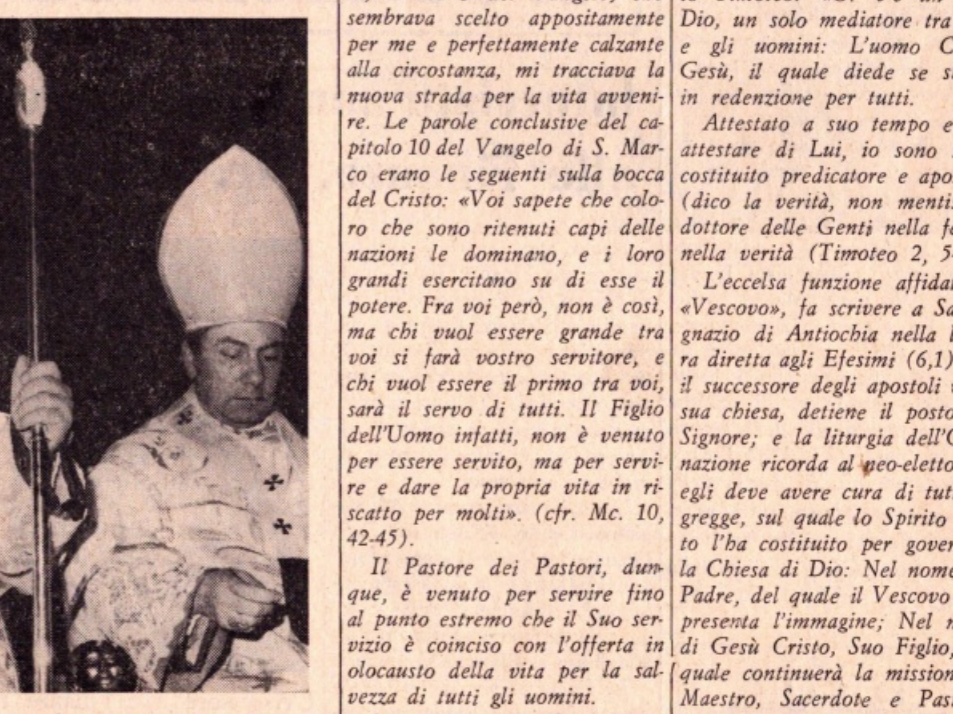 sembrava scelto appositamente
per me e perfettamente calzante
alla circostanza, mi tracciava la
nuova strada per la vita avveni-
re. Le parole conclusive del ca-
pitolo 10 del Vangelo di S. Mar-
co erano le seguenti sulla bocca
del Cristo: «Voi sapete che colo-
ro che sono ritenuti capi delle
nazioni le dominano, e i loro
grandi esercitano su di esse il
potere. Fra voi però, non è così,
ma chi vuol essere grande tra
voi si farà vostro servitore, e
chi vuol essere il primo tra voi,
sarà il servo di tutti. Il Figlio
dell'Uomo infatti, non è venuto
per essere servito, ma per servi-
re e dare la propria vita in ri-
scatto per molti». (cfr. Mc. 10,
42-45).
Il Pastore dei Pastori, dun-
que, è venuto per servire fino
al punto estremo che il Suo ser-
vizio è coinciso con l'offerta in
olocausto della vita per la sal-
vezza di tutti gli uomini.
Dio, un solo mediatore tra
e gli uomini: L'uomo
Gesù, il quale diede se
in redenzione per tutti.
Attestato a suo tempo e
attestare di Lui, io sono
costituito predicatore e apo
(dico la verità, non menti
dottore delle Genti nella
nella verità (Timoteo 2, 5
L'eccelsa funzione affida
«Vescovo», fa scrivere a
gnazio di Antiochia nella
ra diretta agli Efesimi (6,1)
il successore degli apostoli
sua chiesa, detiene il posto
Signore; e la liturgia dell'
nazione ricorda al neo-eletto
egli deve avere cura di tut
gregge, sul quale lo Spirito
to l'ha costituito per gover
la Chiesa di Dio: Nel nome
Padre, del quale il Vescovo
presenta l'immagine; Nel
di Gesù Cristo, Suo Figlio,
quale continuerà la mission
Maestro, Sacerdote e Pas